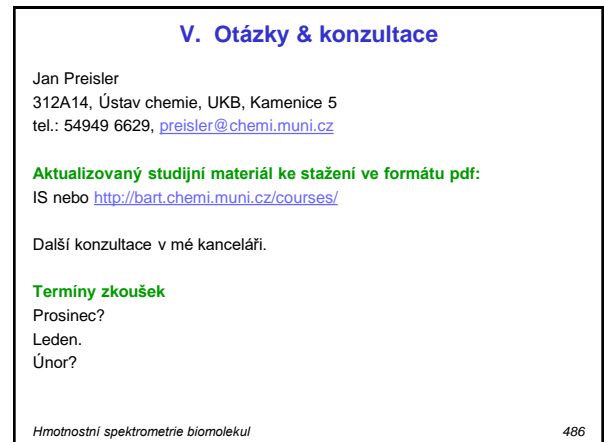 V. Otázky & konzultace
Jan Preisler
312A14, Ústav chemie, UKB, Kamenice 5
tel.: 54949 6629, preisler@chemi.muni.cz
Aktualizovaný studijní materiál ke stažení ve formátu pdf:
IS nebo http://bart.chemi.muni.cz/courses/
Další konzultace v mé kanceláři.
Termíny zkoušek
Prosinec?
Leden.
Únor?
Hmotnostní spektrometrie biomolekul 486